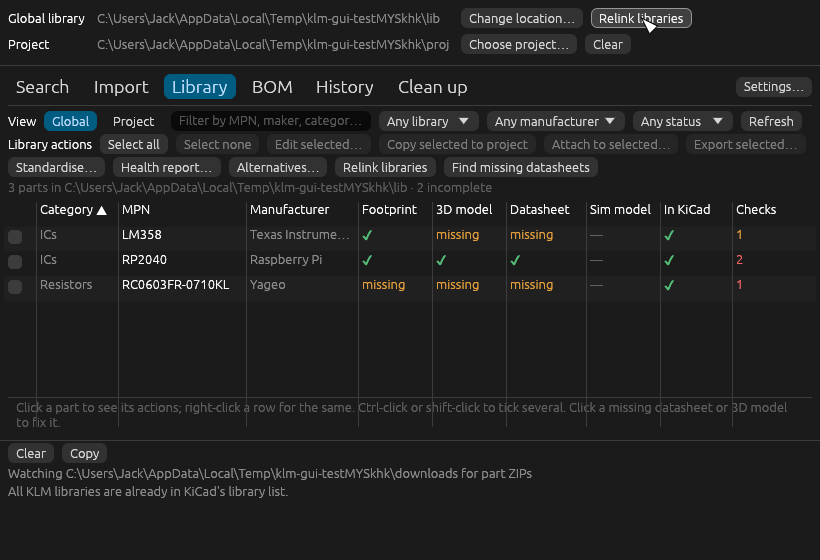 Global library C:\Users\Jack\AppData\Local\Temp\klm-gui-testMYSkhk\lib Change location… Relink libraries
Project C:\Users\Jack\AppData\Local\Temp\klm-gui-testMYSkhk\proj Choose project… Clear
Search Import Library BOM History Clean up Settings…
View Global Project Filter by MPN, maker, categor… Any library Any manufacturer Any status Refresh
Library actions Select all Select none Edit selected… Copy selected to project Attach to selected… Export selected…
Standardise… Health report… Alternatives… Relink libraries Find missing datasheets
3 parts in C:\Users\Jack\AppData\Local\Temp\klm-gui-testMYSkhk\lib · 2 incomplete
Category ▲ MPN Manufacturer Footprint 3D model Datasheet Sim model In KiCad Checks
ICs LM358 Texas Instrume… ✔ missing missing — ✔ 1
ICs RP2040 Raspberry Pi ✔ ✔ ✔ — ✔ 2
Resistors RC0603FR-0710KL Yageo missing missing missing — ✔ 1
Click a part to see its actions; right-click a row for the same. Ctrl-click or shift-click to tick several. Click a missing datasheet or 3D model
to fix it.
Clear Copy
Watching C:\Users\Jack\AppData\Local\Temp\klm-gui-testMYSkhk\downloads for part ZIPs
All KLM libraries are already in KiCad's library list.